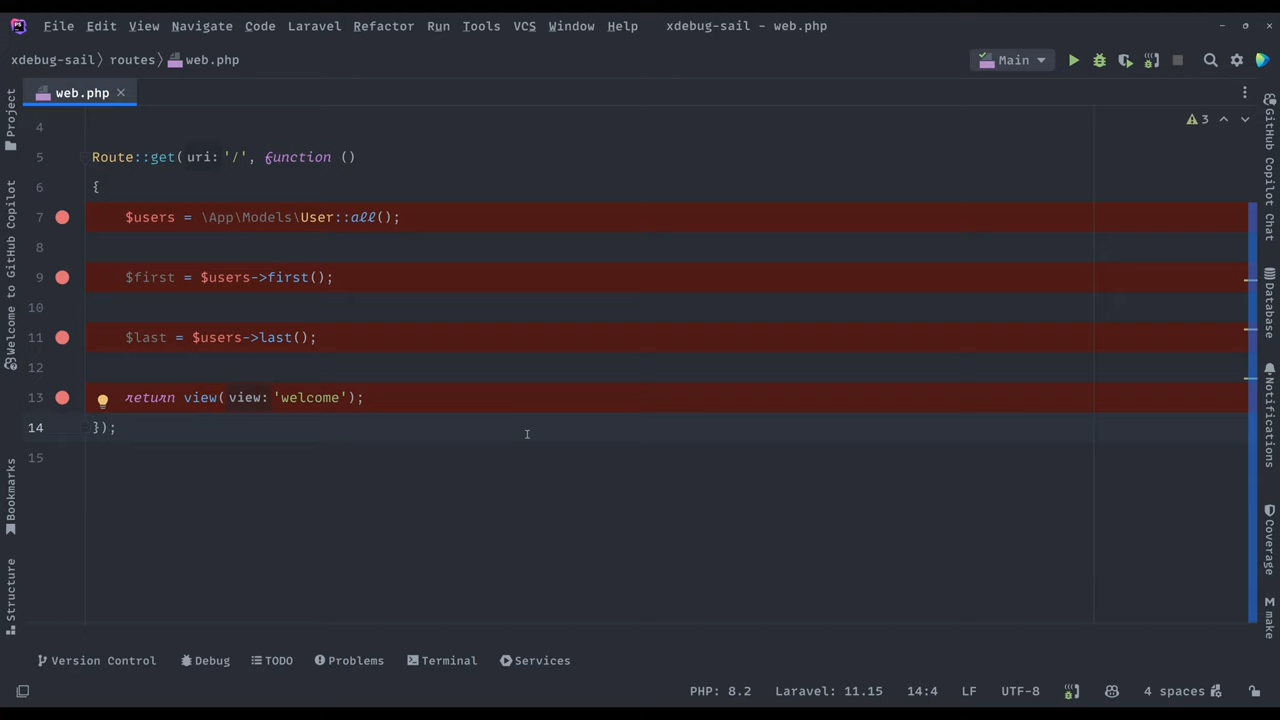 File Edit View Navigate Code Laravel Refactor Run Tools VCS Window Help xdebug-sail - web.php
xdebug-sail routes web.php Main
web.php
3
4
5 Route::get( uri: '/', function ()
6 {
7 $users = \App\Models\User::all();
8
9 $first = $users->first();
10
11 $last = $users->last();
12
13 return view( view: 'welcome');
14 });
15
Project
Welcome to GitHub Copilot
Bookmarks
Structure
GitHub Copilot Chat
Database
Notifications
Coverage
M make
Version Control Debug TODO Problems Terminal Services
PHP: 8.2 Laravel: 11.15 14:4 LF UTF-8 4 spaces